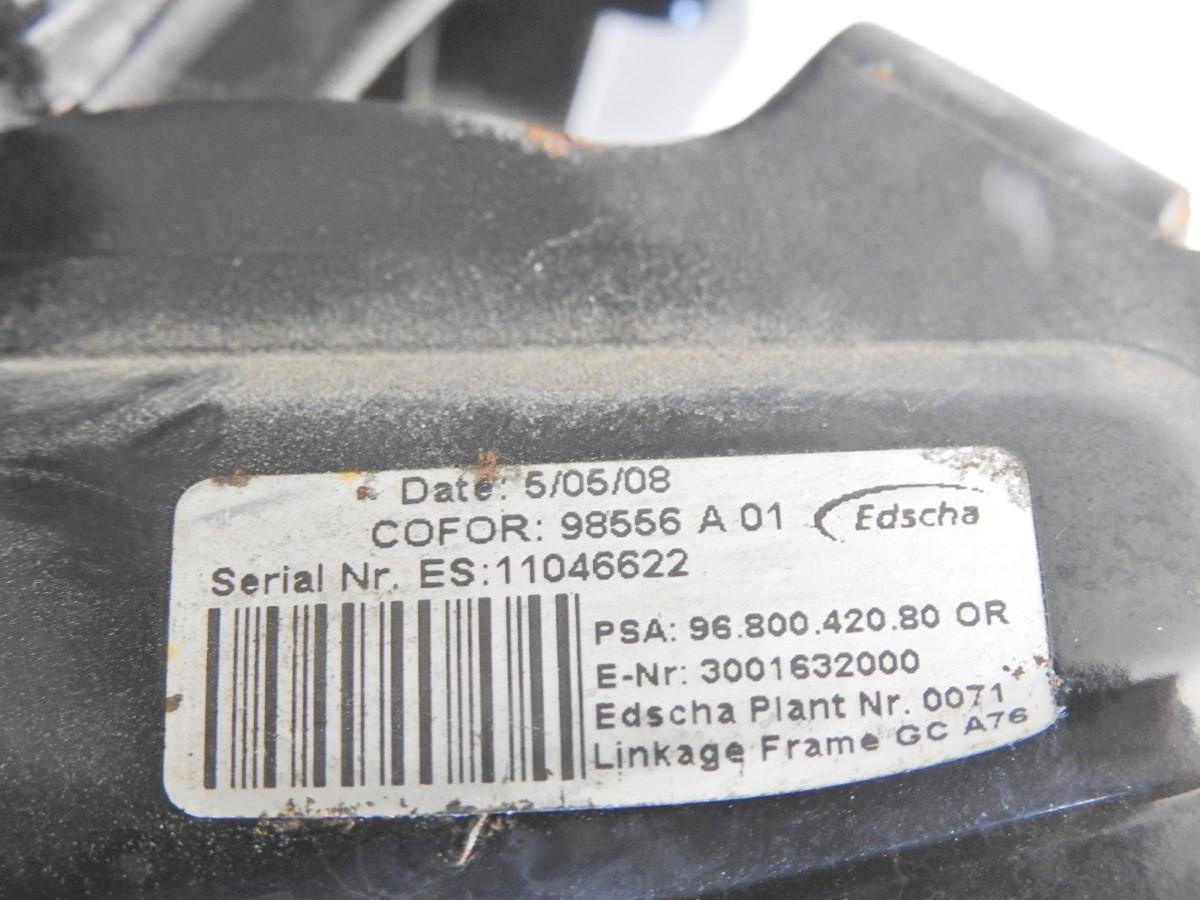 Date: 5/05/08
COFOR: 98556 A 01
Edscha
Serial Nr. ES:11046622
PSA: 96.800.420.80 OR
E-Nr: 3001632000
Edscha Plant Nr. 0071
Linkage Frame GC A76